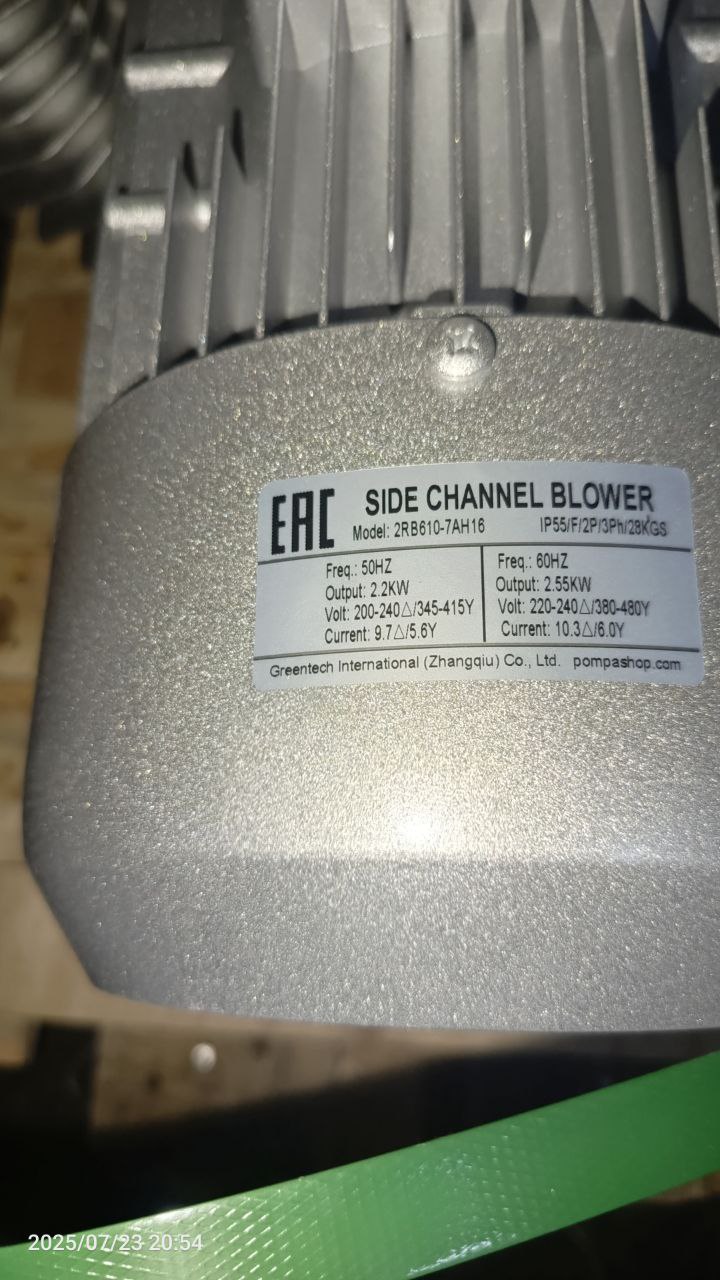 EAC SIDE CHANNEL BLOWER
Model: 2RB610-7AH16 IP55/F/2P/3Ph/28KGS
Freq.: 50HZ
Output: 2.2KW
Volt: 200-240△/345-415Y
Current: 9.7△/5.6Y
Freq.: 60HZ
Output: 2.55KW
Volt: 220-240△/380-480Y
Current: 10.3△/6.0Y
Greentech International (Zhangqiu) Co., Ltd. pompashop.com
2025/07/23 20:54